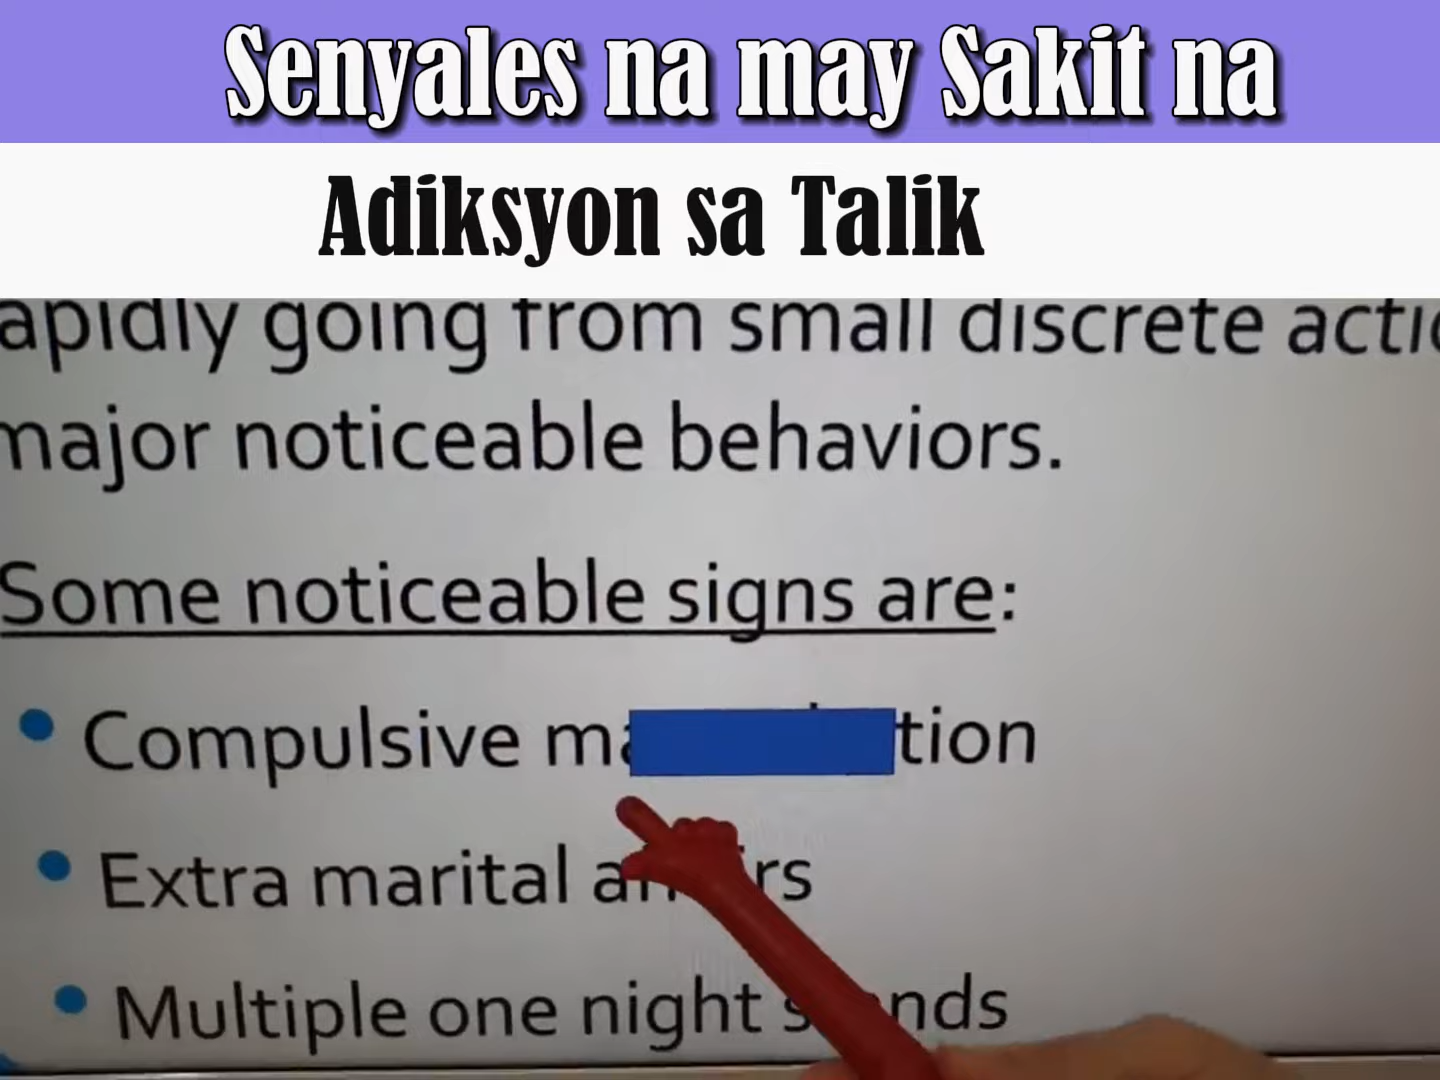 Senyales na may Sakit na
Adiksyon sa Talik
going from small discrete
major noticeable behaviors.
Some noticeable signs are:
• Compulsive
• Extra marital
• Multiple one night